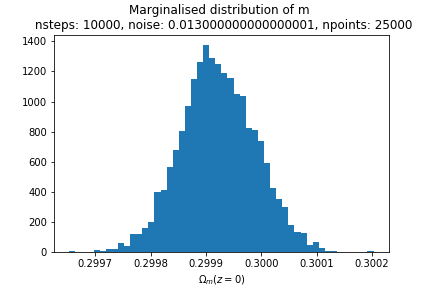 Marginalised distribution of m
nsteps: 10000, noise: 0.013000000000000001, npoints: 25000
1400
1200
1000
800
600
400
200
0
0.2997 0.2998 0.2999 0.3000 0.3001 0.3002
Ωm(z = 0)